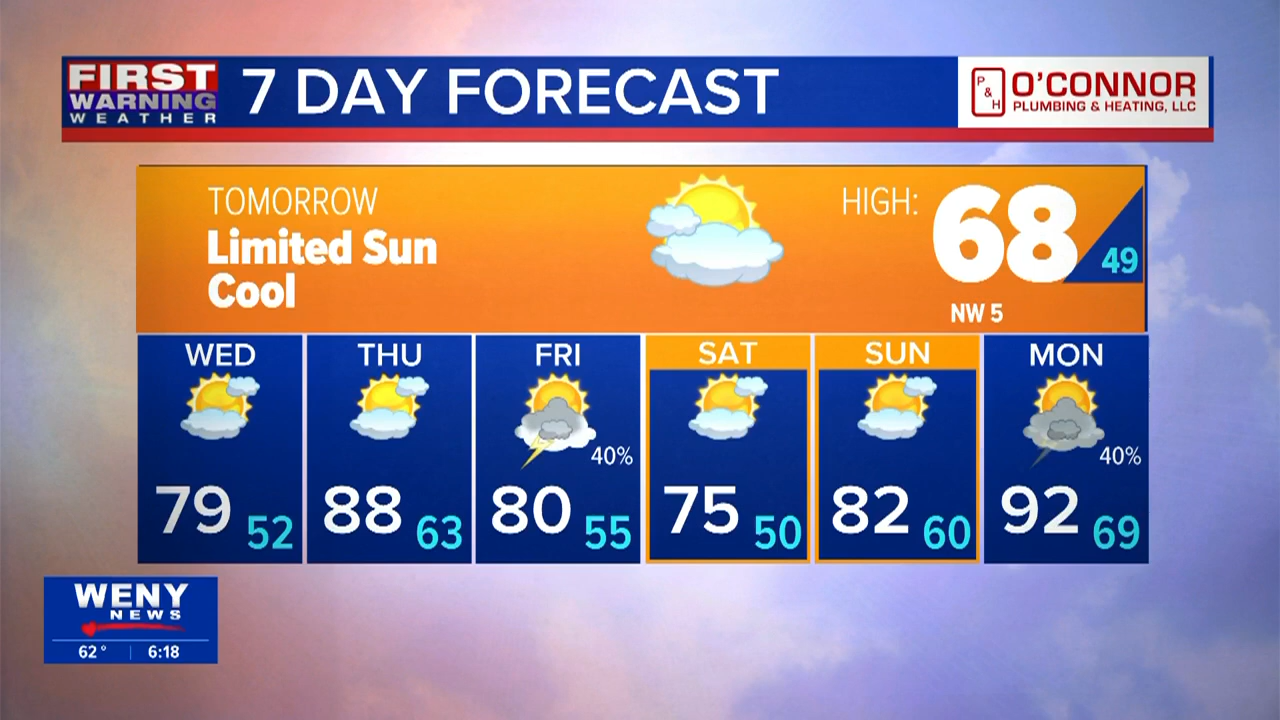 FIRST
WARNING
WEATHER
7 DAY FORECAST
P & H
O'CONNOR
PLUMBING & HEATING, LLC
TOMORROW
Limited Sun
Cool
HIGH: 68 49
NW 5
WED THU FRI SAT SUN MON
40% 40%
79 52 88 63 80 55 75 50 82 60 92 69
WENY
NEWS
62° 6:18